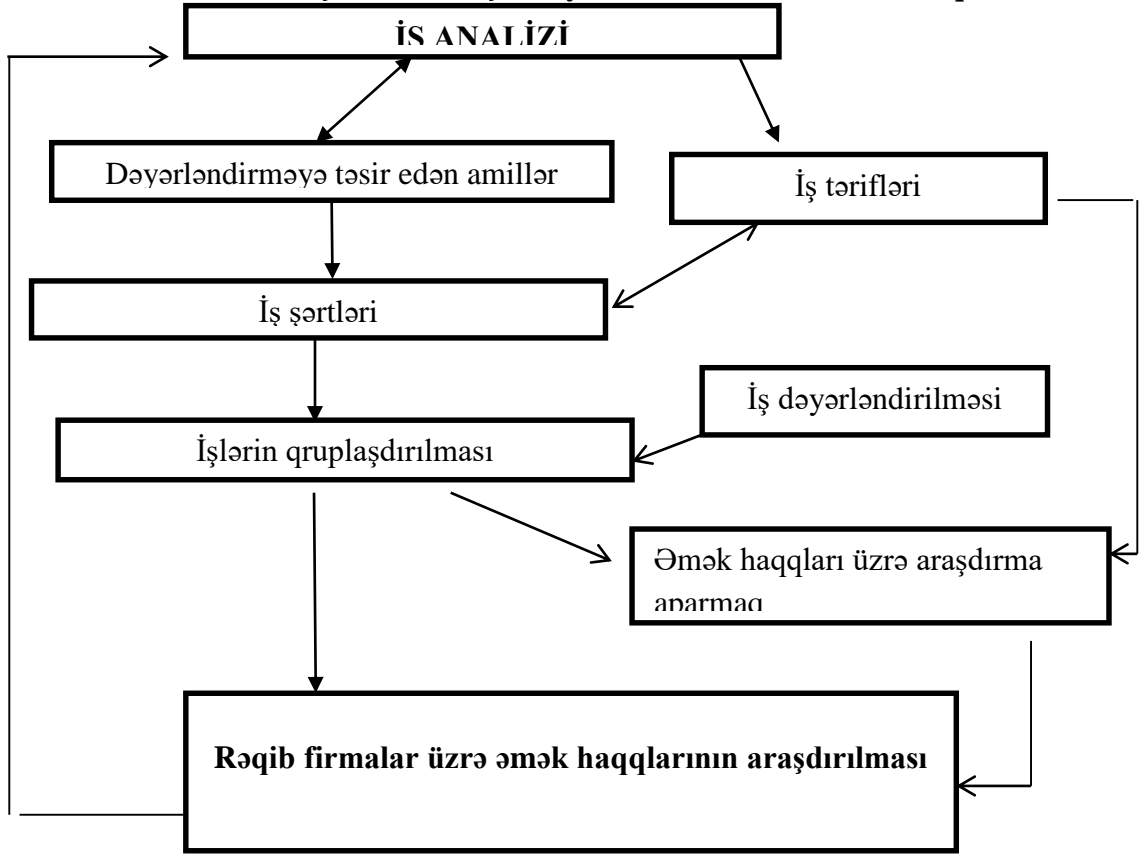 İŞ ANALİZİ
Dəyərləndirməyə təsir edən amillər
İş tərifləri
İş şərtləri
İş dəyərləndirilməsi
İşlərin qruplaşdırılması
Əmək haqqları üzrə araşdırma
aparmaq
Rəqib firmalar üzrə əmək haqqlarının araşdırılması